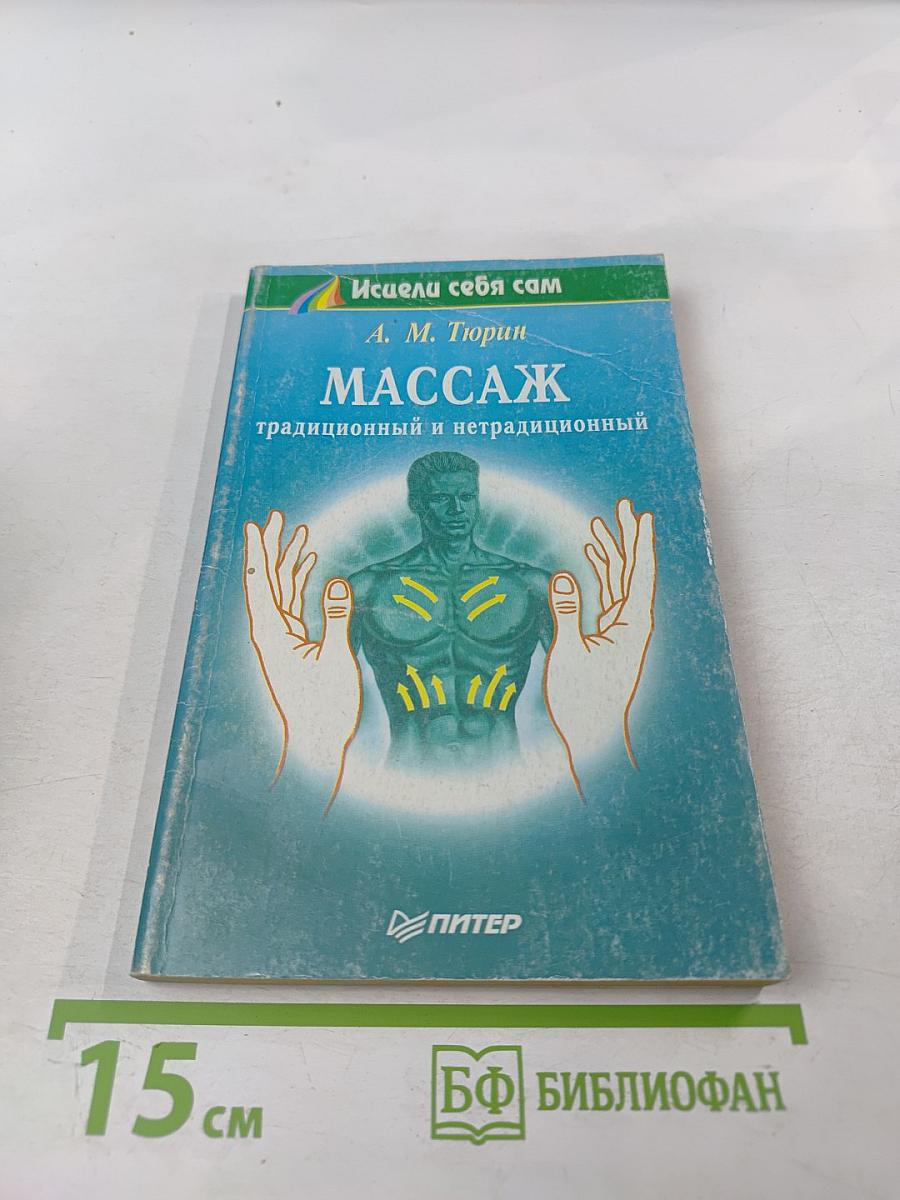 Исцели себя сам
А. М. Тюрин
МАССАЖ
традиционный и нетрадиционный
ПИТЕР
15 см
БФ БИБЛИОФАН